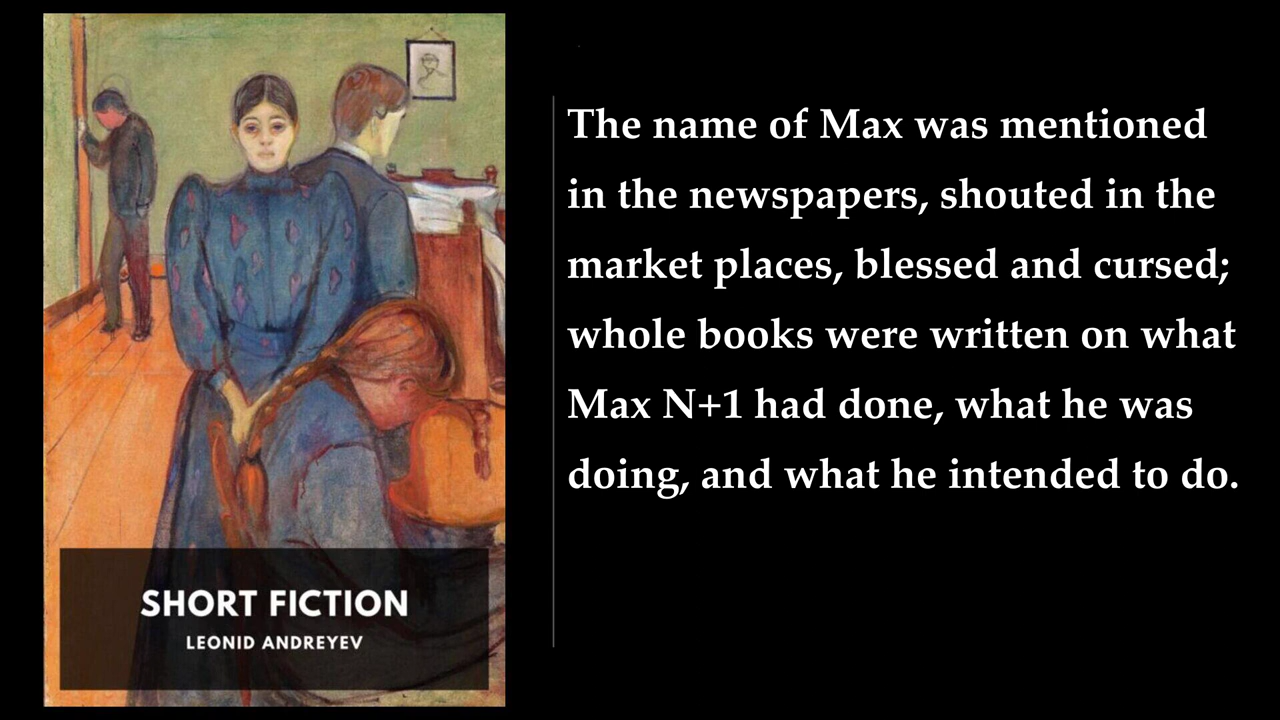 SHORT FICTION
LEONID ANDREYEV
The name of Max was mentioned
in the newspapers, shouted in the
market places, blessed and cursed;
whole books were written on what
Max N+1 had done, what he was
doing, and what he intended to do.